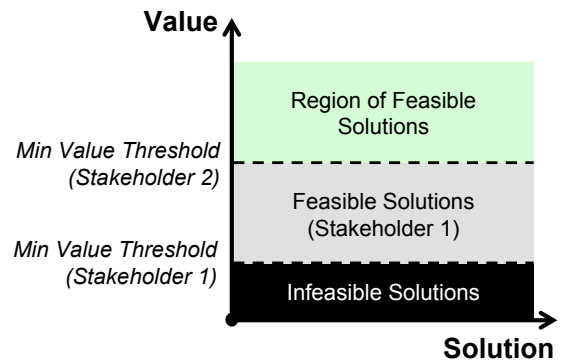 Value
Region of Feasible
Solutions
Min Value Threshold
(Stakeholder 2)
Feasible Solutions
(Stakeholder 1)
Min Value Threshold
(Stakeholder 1)
Infeasible Solutions
Solution